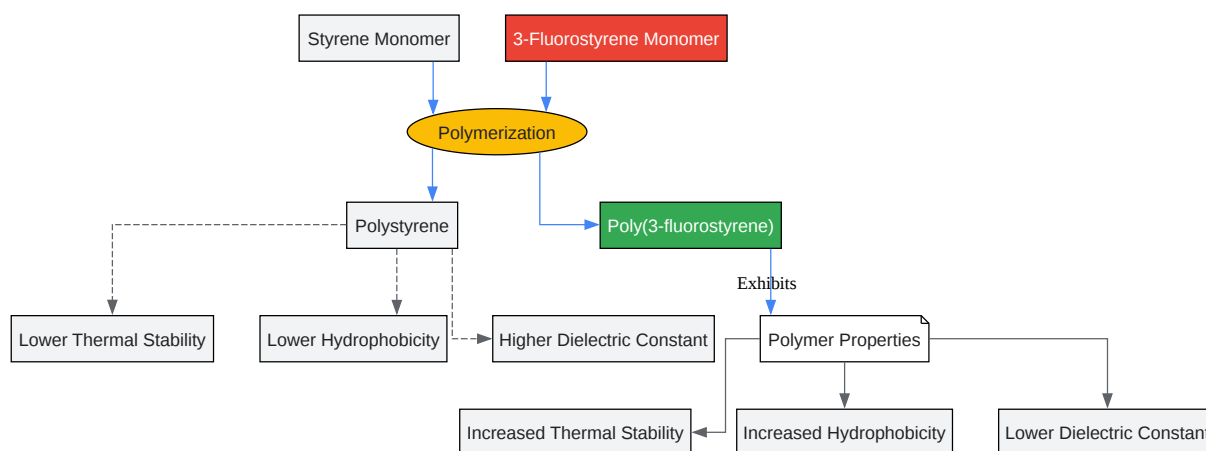 Styrene Monomer
3-Fluorostyrene Monomer
Polymerization
Polystyrene
Poly(3-fluorostyrene)
Exhibits
Lower Thermal Stability
Lower Hydrophobicity
Higher Dielectric Constant
Polymer Properties
Increased Thermal Stability
Increased Hydrophobicity
Lower Dielectric Constant